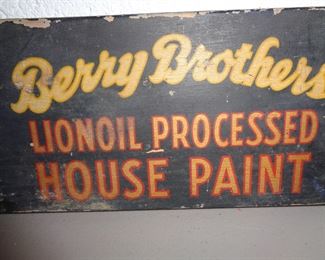 Berry Brothers
LIONOIL PROCESSED
HOUSE PAINT